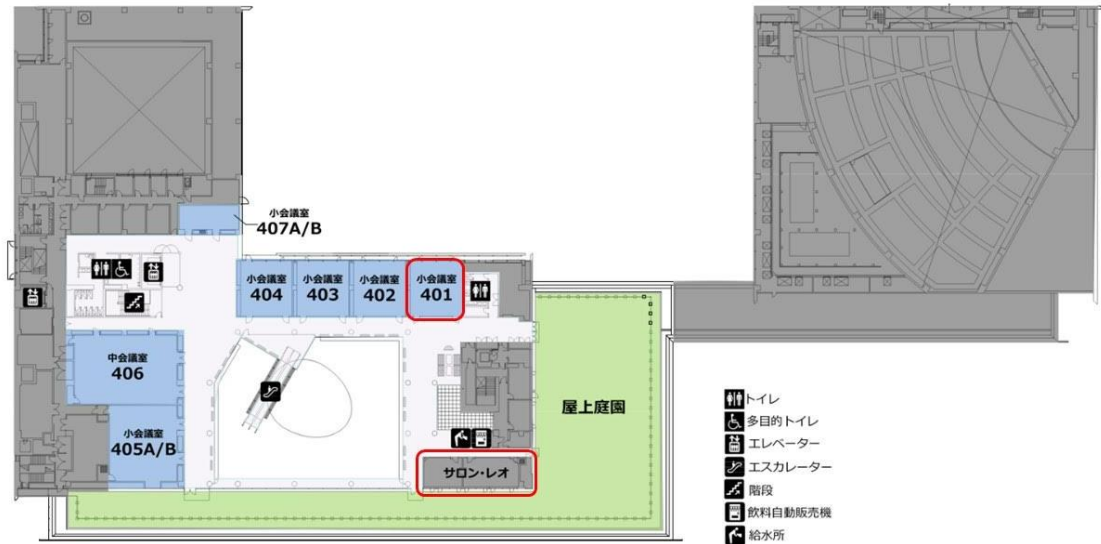 小会議室
407A/B
小会議室
404
小会議室
403
小会議室
402
小会議室
401
中会議室
406
小会議室
405A/B
屋上庭園
サロン・レオ
トイレ
多目的トイレ
エレベーター
エスカレーター
階段
飲料自動販売機
給水所